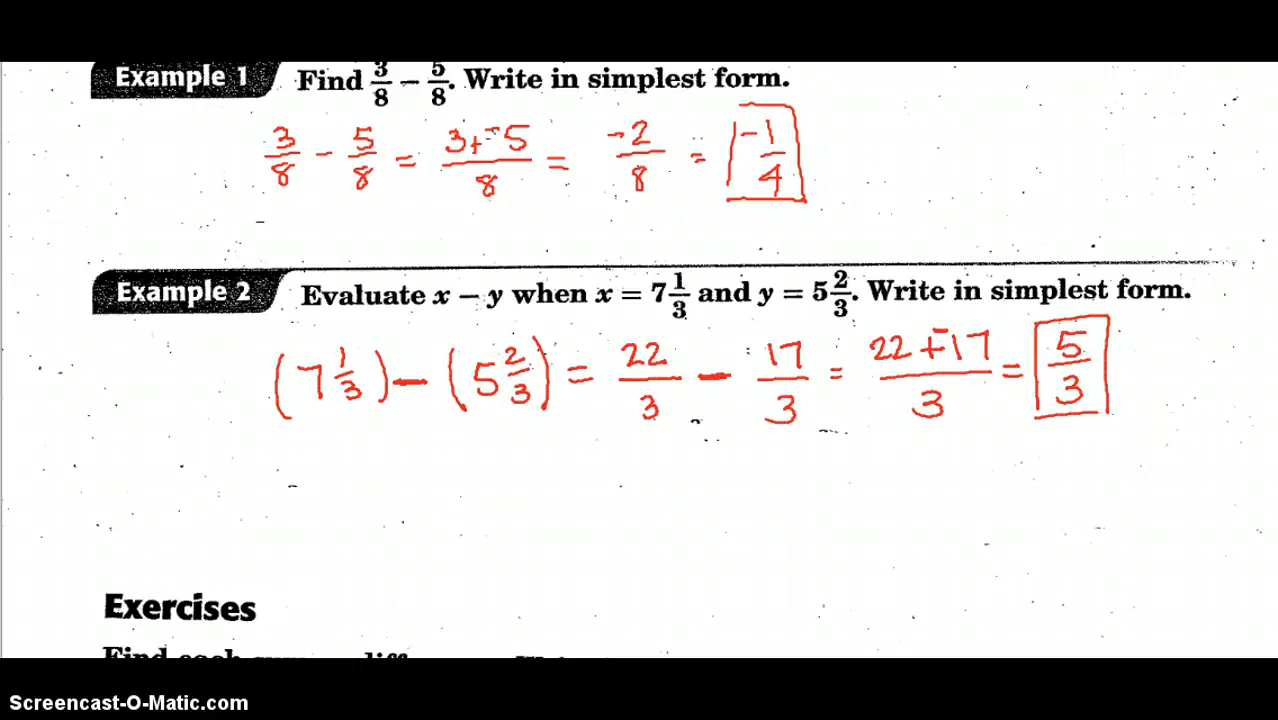 Example 1 Find 3/8 − 5/8. Write in simplest form.
3/8 - 5/8 = 3+⁻5/8 = -2/8 = -1/4
Example 2 Evaluate x − y when x = 7 1/3 and y = 5 2/3. Write in simplest form.
(7 1/3) - (5 2/3) = 22/3 - 17/3 = 22+⁻17/3 = 5/3
Exercises
Find each
Screencast-O-Matic.com